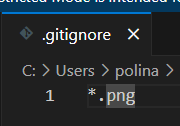 .gitignore
C: > Users > polina >
1 *.png